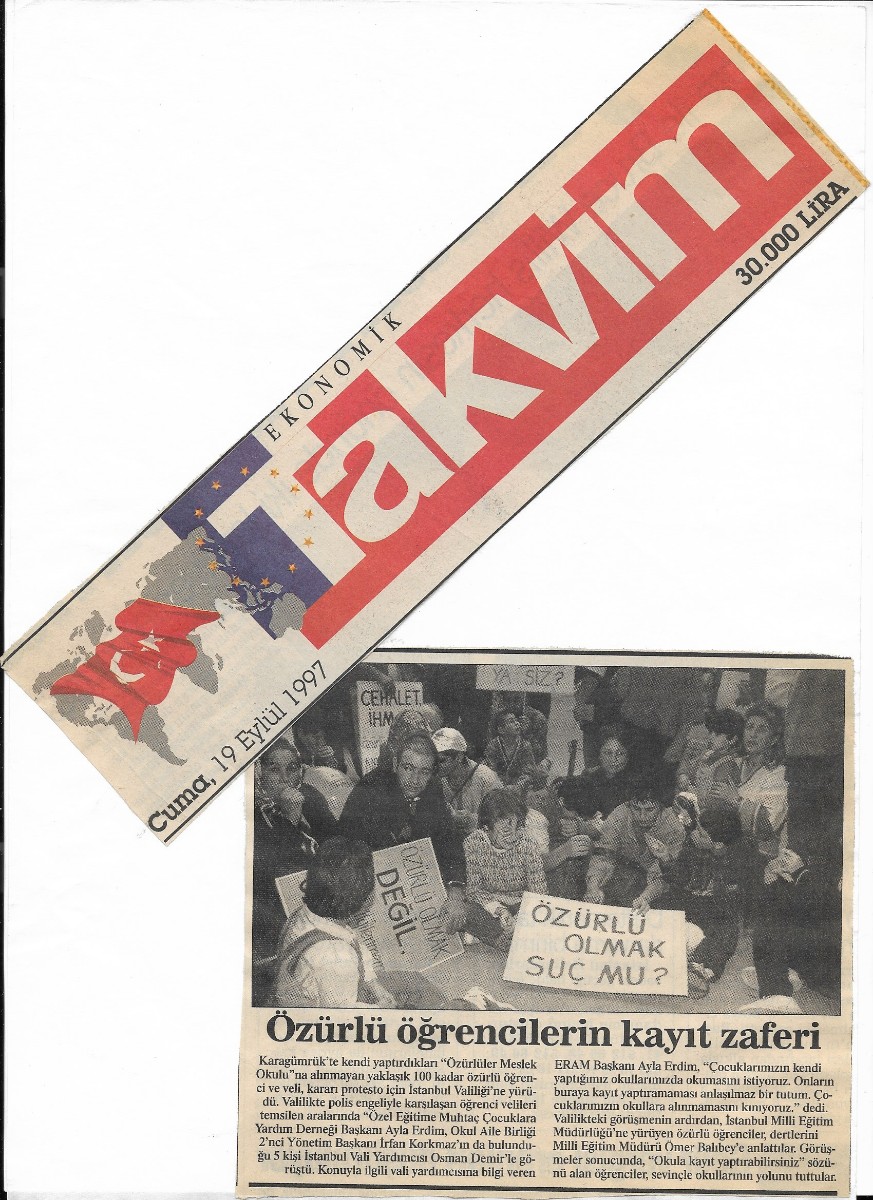 EKONOMİK
Takvim
Cuma, 19 Eylül 1997
30.000 LİRA
YA SİZ?
CEHALET
İHM
ÖZÜRLÜ OLMAK
DEĞİL,
ÖZÜRLÜ
OLMAK
SUÇ MU?
Özürlü öğrencilerin kayıt zaferi
Karagümrük'te kendi yaptırdıkları “Özürlüler Meslek
Okulu”na alınmayan yaklaşık 100 kadar özürlü öğren-
ci ve veli, kararı protesto için İstanbul Valiliği'ne yürü-
dü. Valilikte polis engeliyle karşılaşan öğrenci velileri
temsilen aralarında “Özel Eğitime Muhtaç Çocuklara
Yardım Derneği Başkanı Ayla Erdim, Okul Aile Birliği
2'nci Yönetim Başkanı İrfan Korkmaz'ın da bulundu-
ğu 5 kişi İstanbul Vali Yardımcısı Osman Demir'le gö-
rüştü. Konuyla ilgili vali yardımcısına bilgi veren
ERAM Başkanı Ayla Erdim, “Çocuklarımızın kendi
yaptığımız okullarımızda okumasını istiyoruz. Onların
buraya kayıt yaptıramaması anlaşılmaz bir tutum. Ço-
cuklarımızın okullara alınmamasını kınıyoruz.” dedi.
Valilikteki görüşmenin ardından, İstanbul Milli Eğitim
Müdürlüğü'ne yürüyen özürlü öğrenciler, dertlerini
Milli Eğitim Müdürü Ömer Balıbey'e anlattılar. Görüş-
meler sonucunda, “Okula kayıt yaptırabilirsiniz” sözü-
nü alan öğrenciler, sevinçle okullarının yolunu tuttular.